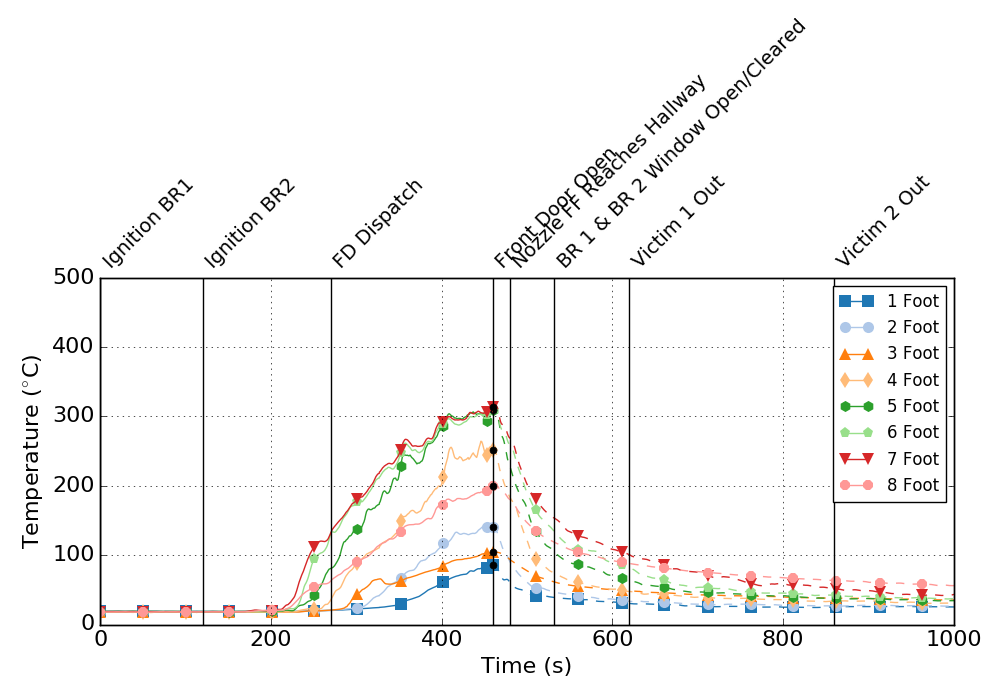 Ignition BR1
Ignition BR2
FD Dispatch
Front Door Open
Nozzle FF Reaches Hallway
BR 1 & BR 2 Window Open/Cleared
Victim 1 Out
Victim 2 Out
500
400
300
200
100
0
Temperature (°C)
0
200
400
600
800
1000
Time (s)
1 Foot
2 Foot
3 Foot
4 Foot
5 Foot
6 Foot
7 Foot
8 Foot